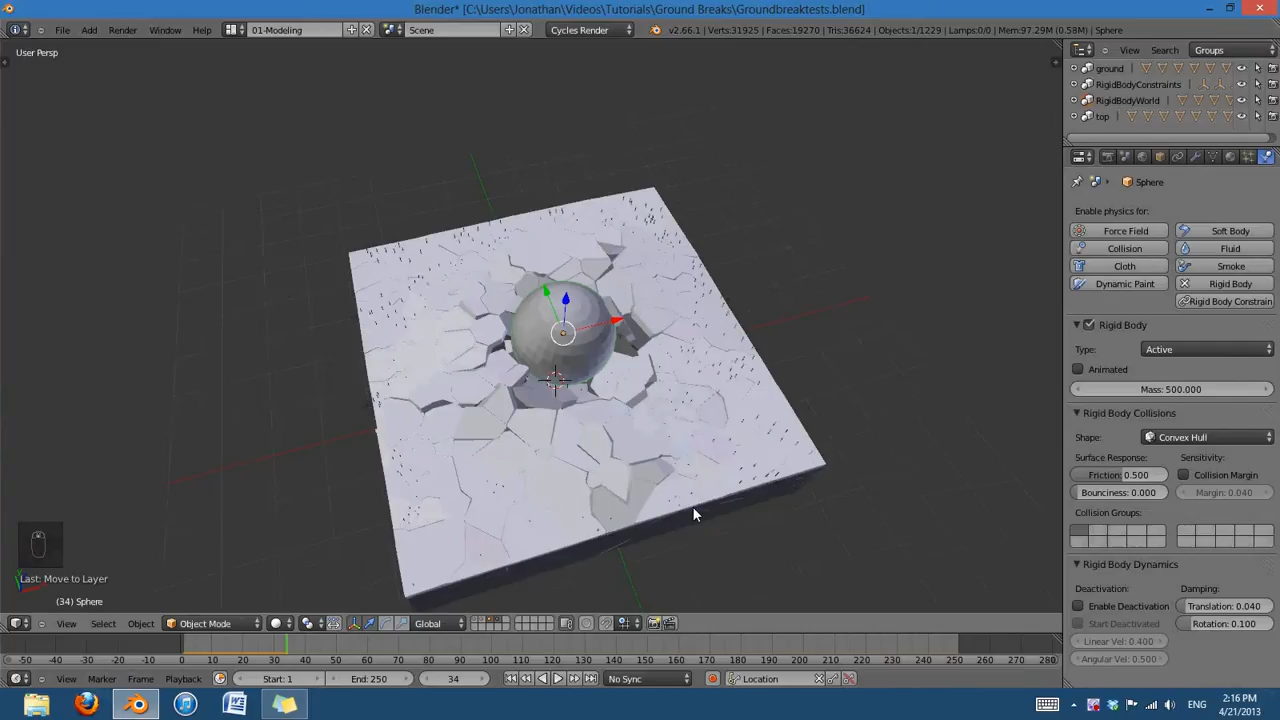 Blender* [C:\Users\Jonathan\Videos\Tutorials\Ground Breaks\Groundbreaktests.blend]
File Add Render Window Help 01-Modeling Scene Cycles Render v2.66.1 | Verts:31925 | Faces:19270 | Tris:36624 | Objects:1/1229 | Lamps:0/0 | Mem:97.29M (0.58M) | Sphere
View Search Groups
User Persp
ground
RigidBodyConstraints
RigidBodyWorld
top
Sphere
Enable physics for:
Force Field Soft Body
Collision Fluid
Cloth Smoke
Dynamic Paint Rigid Body
Rigid Body Constrain
Rigid Body
Type: Active
Animated
Mass: 500.000
Rigid Body Collisions
Shape: Convex Hull
Surface Response: Sensitivity:
Friction: 0.500 Collision Margin
Bounciness: 0.000 Margin: 0.040
Collision Groups:
Rigid Body Dynamics
Deactivation: Damping:
Enable Deactivation Translation: 0.040
Start Deactivated Rotation: 0.100
Linear Vel: 0.400
Angular Vel: 0.500
Last: Move to Layer
(34) Sphere
View Select Object Object Mode Global
-50 -40 -30 -20 -10 0 10 20 30 40 50 60 70 80 90 100 110 120 130 140 150 160 170 180 190 200 210 220 230 240 250 260 270 280
View Marker Frame Playback Start: 1 End: 250 34 No Sync Location
ENG 2:16 PM
4/21/2013